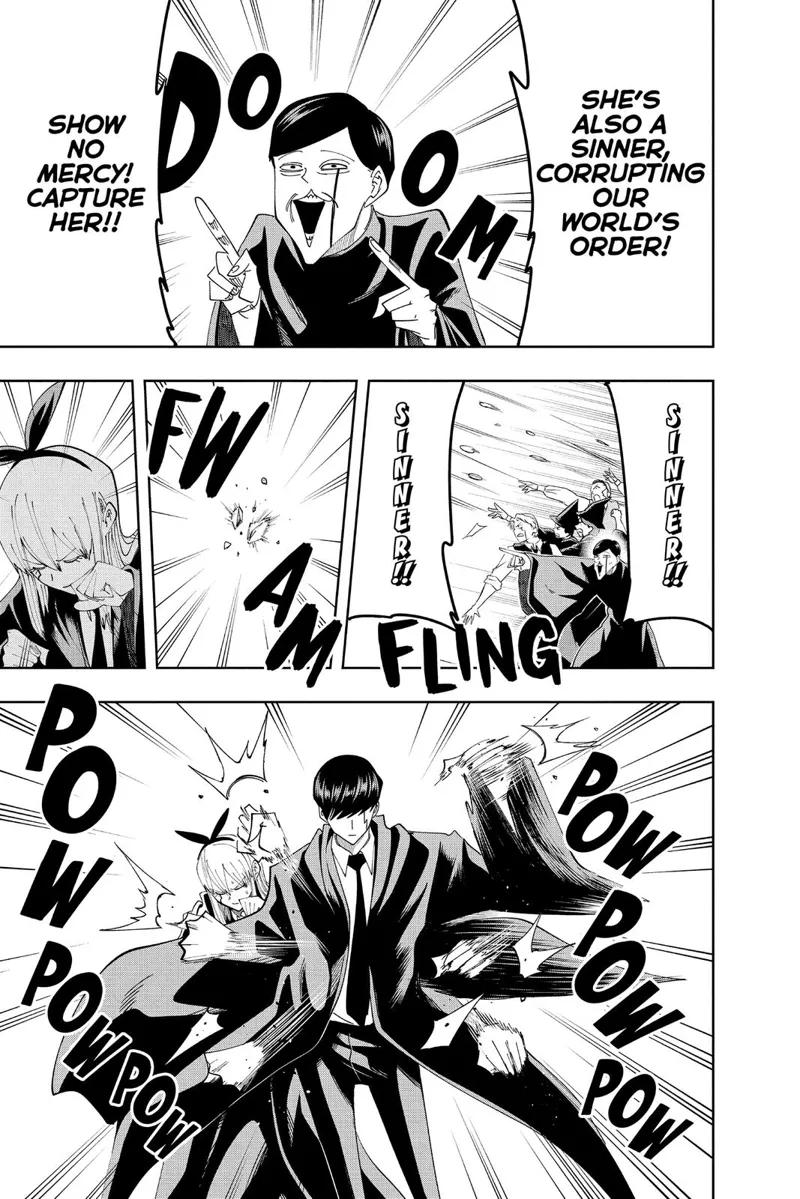 SHE'S
ALSO A
SINNER,
CORRUPTING
OUR
WORLD'S
ORDER!
DOOM
SHOW
NO
MERCY!
CAPTURE
HER!!
SINNER!!
SINNER!!
FLING
FWAM
POW
POW
POW
POW
POW
POW
POW